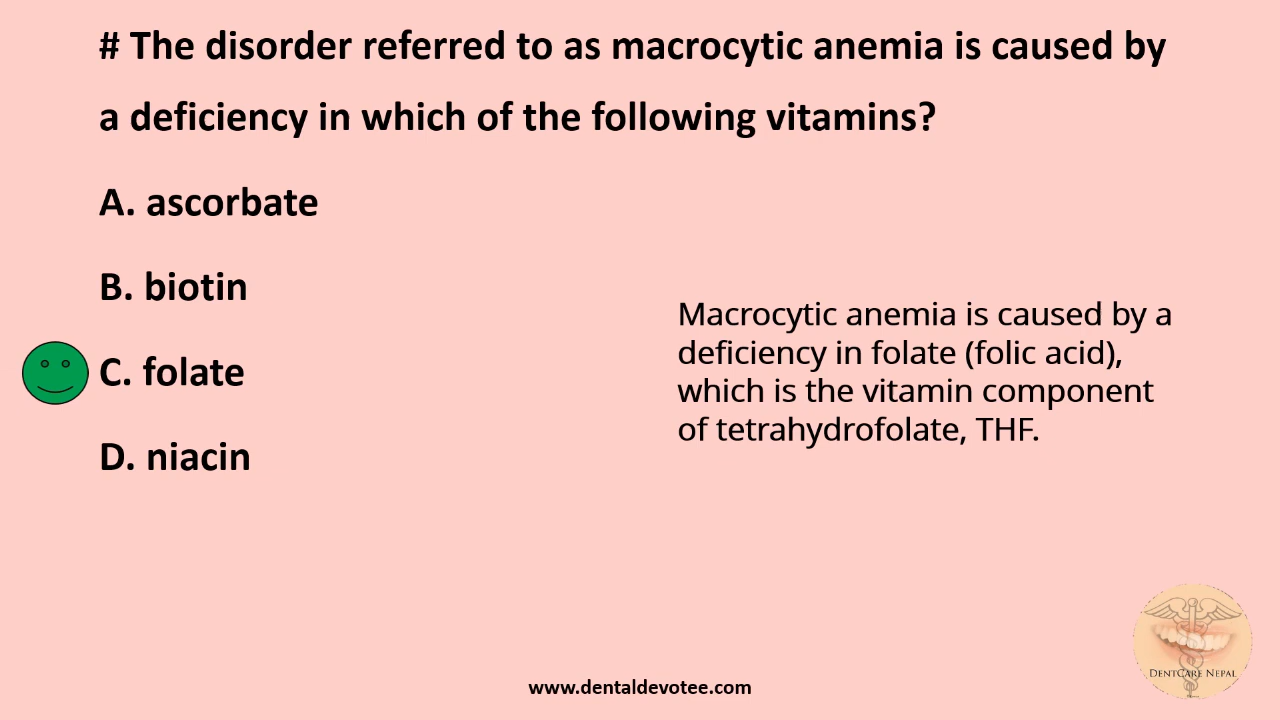 # The disorder referred to as macrocytic anemia is caused by
a deficiency in which of the following vitamins?
A. ascorbate
B. biotin
C. folate
D. niacin
Macrocytic anemia is caused by a
deficiency in folate (folic acid),
which is the vitamin component
of tetrahydrofolate, THF.
DENTCARE NEPAL
www.dentaldevotee.com